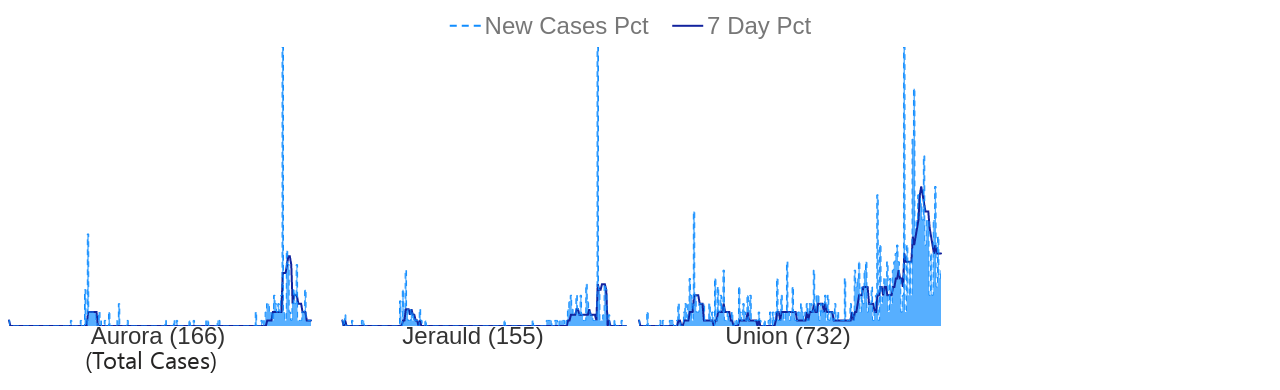 New Cases Pct 7 Day Pct
Aurora (166) Jerauld (155) Union (732)
(Total Cases)